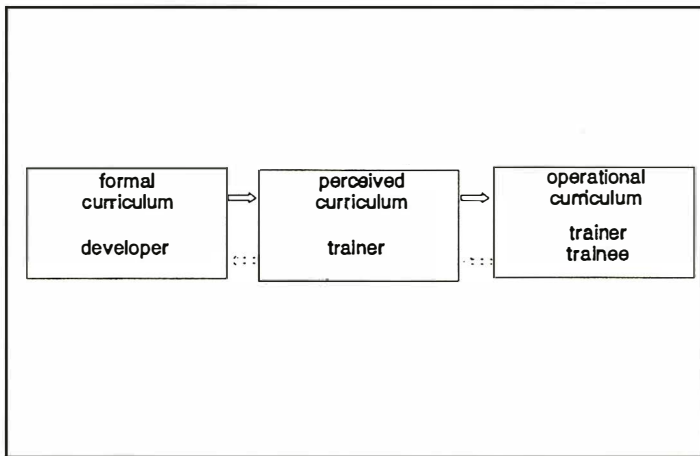 formal
curriculum
developer
perceived
curriculum
trainer
operational
curriculum
trainer
trainee